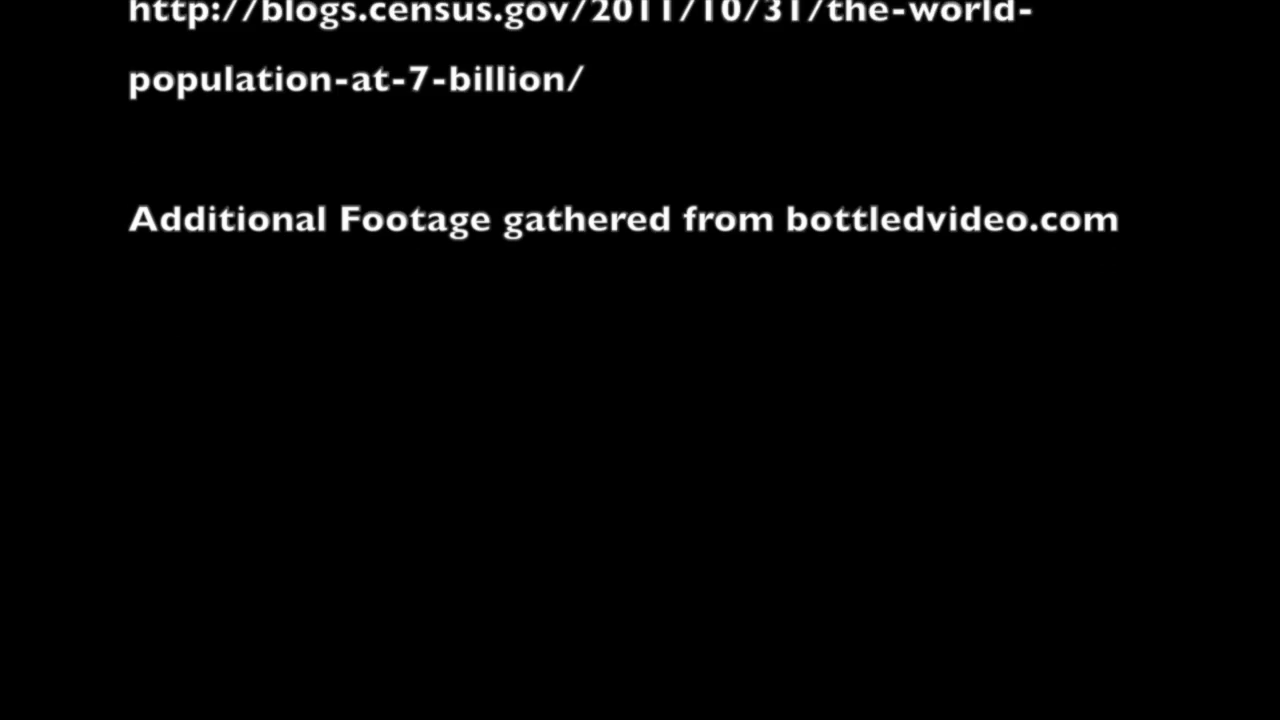 http://blogs.census.gov/2011/10/31/the-world-
population-at-7-billion/
Additional Footage gathered from bottledvideo.com